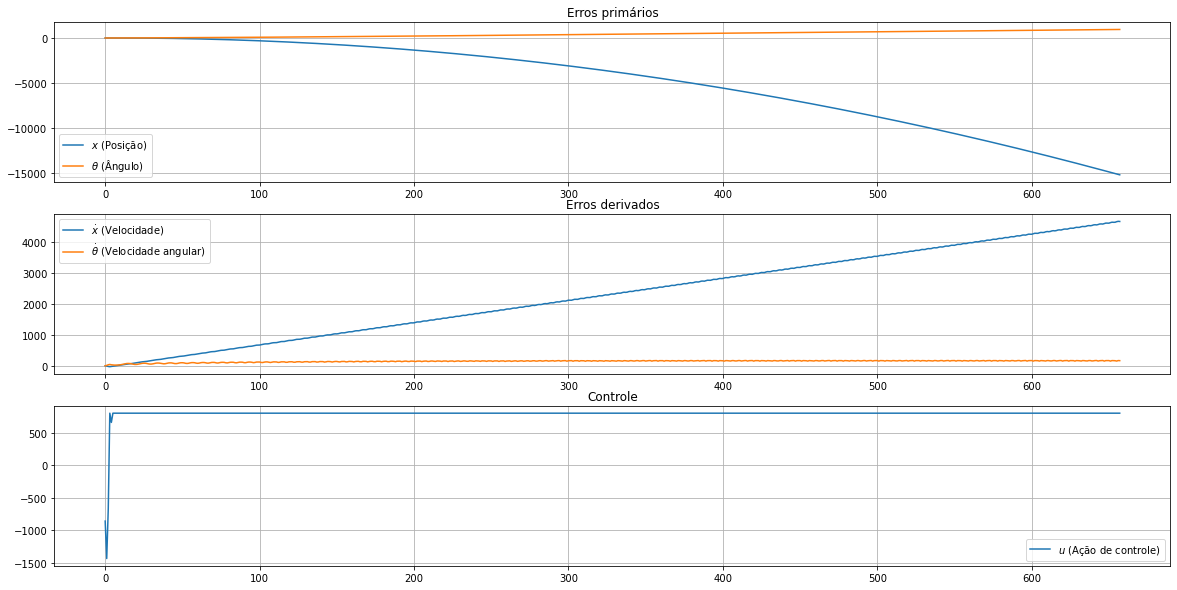 Erros primários
0
−5000
−10000
−15000
x (Posição)
θ (Ângulo)
0 100 200 300 400 500 600
Erros derivados
4000
3000
2000
1000
0
ẋ (Velocidade)
θ̇ (Velocidade angular)
0 100 200 300 400 500 600
Controle
500
0
−500
−1000
−1500
u (Ação de controle)
0 100 200 300 400 500 600